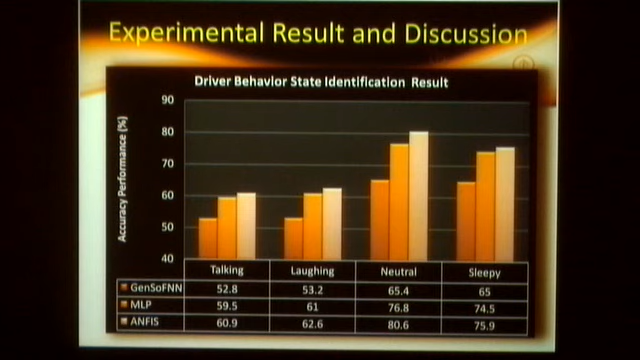 Experimental Result and Discussion
Driver Behavior State Identification Result
Accuracy Performance (%)
90
80
70
60
50
40
Talking Laughing Neutral Sleepy
GenSoFNN 52.8 53.2 65.4 65
MLP 59.5 61 76.8 74.5
ANFIS 60.9 62.6 80.6 75.9